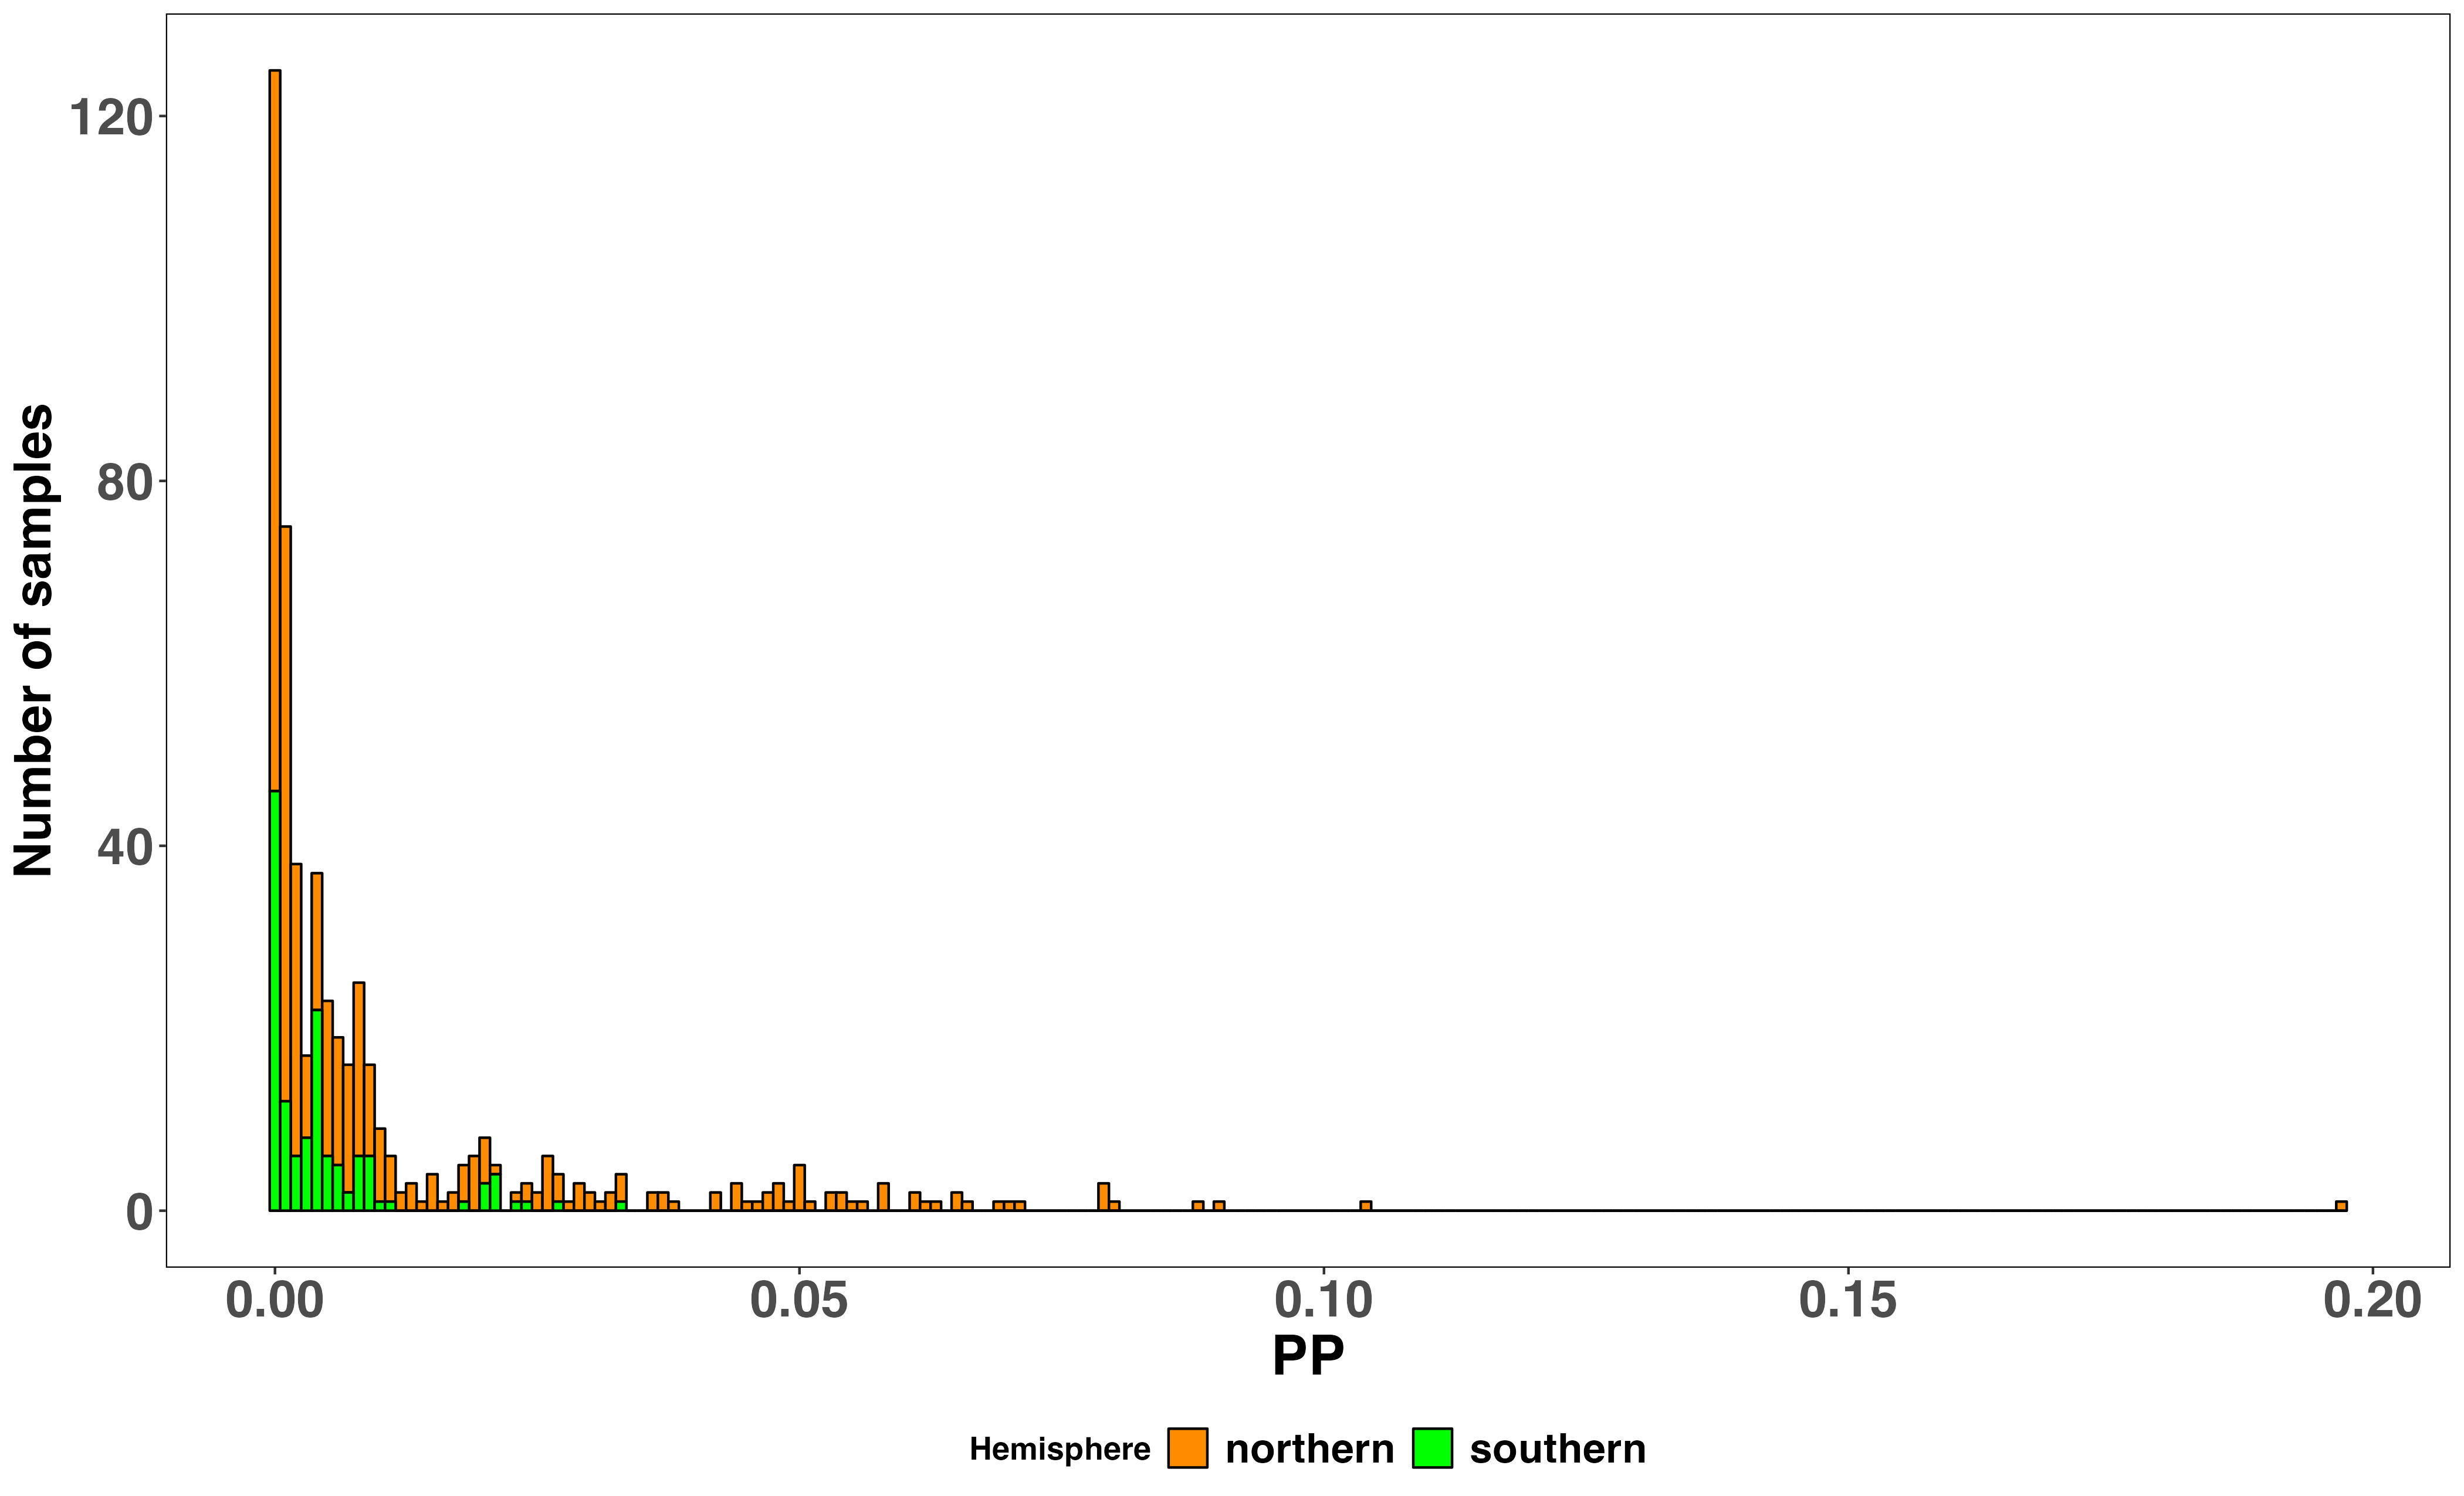 Number of samples
120
80
40
0
0.00 0.05 0.10 0.15 0.20
PP
Hemisphere northern southern